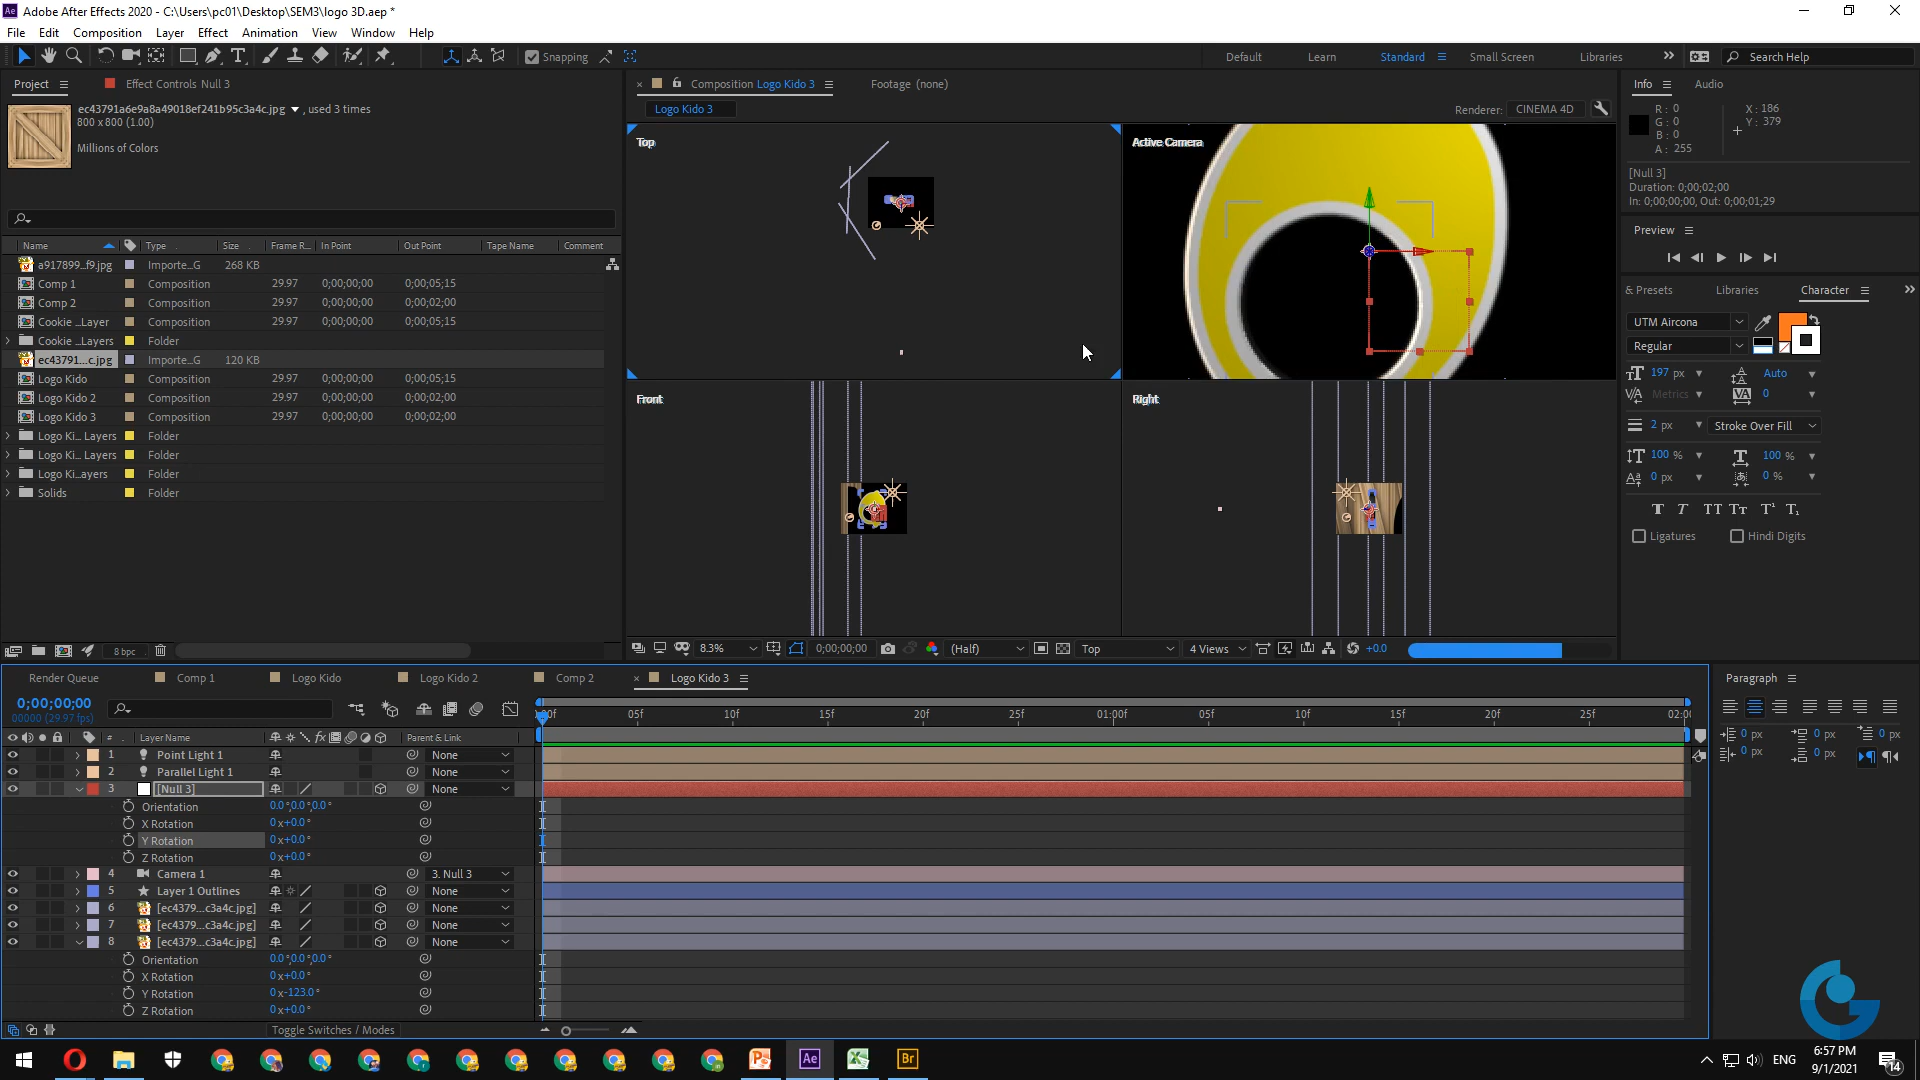 Adobe After Effects 2020 - C:\Users\pc01\Desktop\SEM3\logo 3D.aep *
File Edit Composition Layer Effect Animation View Window Help
Snapping
Default Learn Standard Small Screen Libraries Search Help
Project Effect Controls Null 3
ec43791a6e9a8a49018ef241b95c3a4c.jpg , used 3 times
800 x 800 (1.00)
Millions of Colors
Name Type Size Frame R... In Point Out Point Tape Name Comment
a917899...f9.jpg Importe...G 268 KB
Comp 1 Composition 29.97 0;00;00;00 0;00;05;15
Comp 2 Composition 29.97 0;00;00;00 0;00;02;00
Cookie ...Layer Composition 29.97 0;00;00;00 0;00;05;15
Cookie ...Layers Folder
ec43791...c.jpg Importe...G 120 KB
Logo Kido Composition 29.97 0;00;00;00 0;00;05;15
Logo Kido 2 Composition 29.97 0;00;00;00 0;00;02;00
Logo Kido 3 Composition 29.97 0;00;00;00 0;00;02;00
Logo Ki... Layers Folder
Logo Ki... Layers Folder
Logo Ki...ayers Folder
Solids Folder
8 bpc
Composition Logo Kido 3 Footage (none)
Logo Kido 3
Renderer: CINEMA 4D
Top
Active Camera
Front
Right
8.3% 0;00;00;00 (Half) Top 4 Views +0.0
Info Audio
R : 0
G : 0
B : 0
A : 255
X : 186
Y : 379
[Null 3]
Duration: 0;00;02;00
In: 0;00;00;00, Out: 0;00;01;29
Preview
& Presets Libraries Character
UTM Aircona
Regular
197 px Auto
Metrics 0
2 px Stroke Over Fill
100 % 100 %
0 px 0 %
T T TT Tt T¹ T₁
Ligatures Hindi Digits
Render Queue Comp 1 Logo Kido Logo Kido 2 Comp 2 Logo Kido 3
0;00;00;00
00000 (29.97 fps)
:00f 05f 10f 15f 20f 25f 01:00f 05f 10f 15f 20f 25f 02:00
# Layer Name Parent & Link
1 Point Light 1 None
2 Parallel Light 1 None
3 [Null 3] None
Orientation 0.0°,0.0°,0.0°
X Rotation 0x+0.0°
Y Rotation 0x+0.0°
Z Rotation 0x+0.0°
4 Camera 1 3. Null 3
5 Layer 1 Outlines None
6 [ec4379...c3a4c.jpg] None
7 [ec4379...c3a4c.jpg] None
8 [ec4379...c3a4c.jpg] None
Orientation 0.0°,0.0°,0.0°
X Rotation 0x+0.0°
Y Rotation 0x-123.0°
Z Rotation 0x+0.0°
Toggle Switches / Modes
Paragraph
0 px 0 px 0 px
0 px 0 px
Ae Br
ENG
6:57 PM
9/1/2021
14